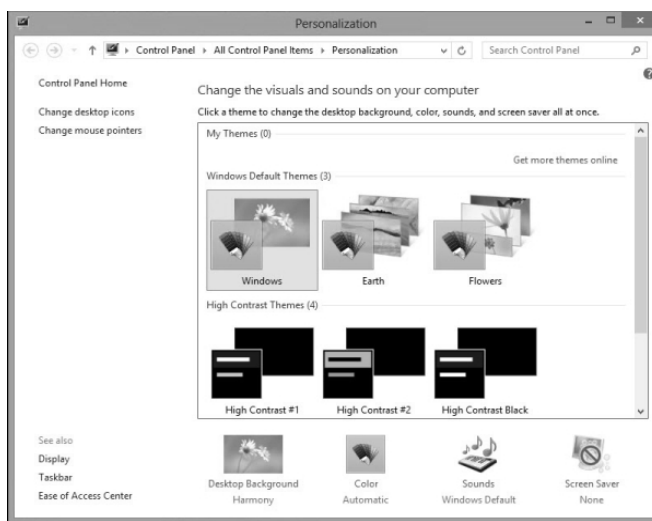 Personalization
Control Panel All Control Panel Items Personalization
Search Control Panel
Control Panel Home
Change desktop icons
Change mouse pointers
Change the visuals and sounds on your computer
Click a theme to change the desktop background, color, sounds, and screen saver all at once.
My Themes (0)
Get more themes online
Windows Default Themes (3)
Windows Earth Flowers
High Contrast Themes (4)
High Contrast #1 High Contrast #2 High Contrast Black
See also
Display
Taskbar
Ease of Access Center
Desktop Background Color Sounds Screen Saver
Harmony Automatic Windows Default None